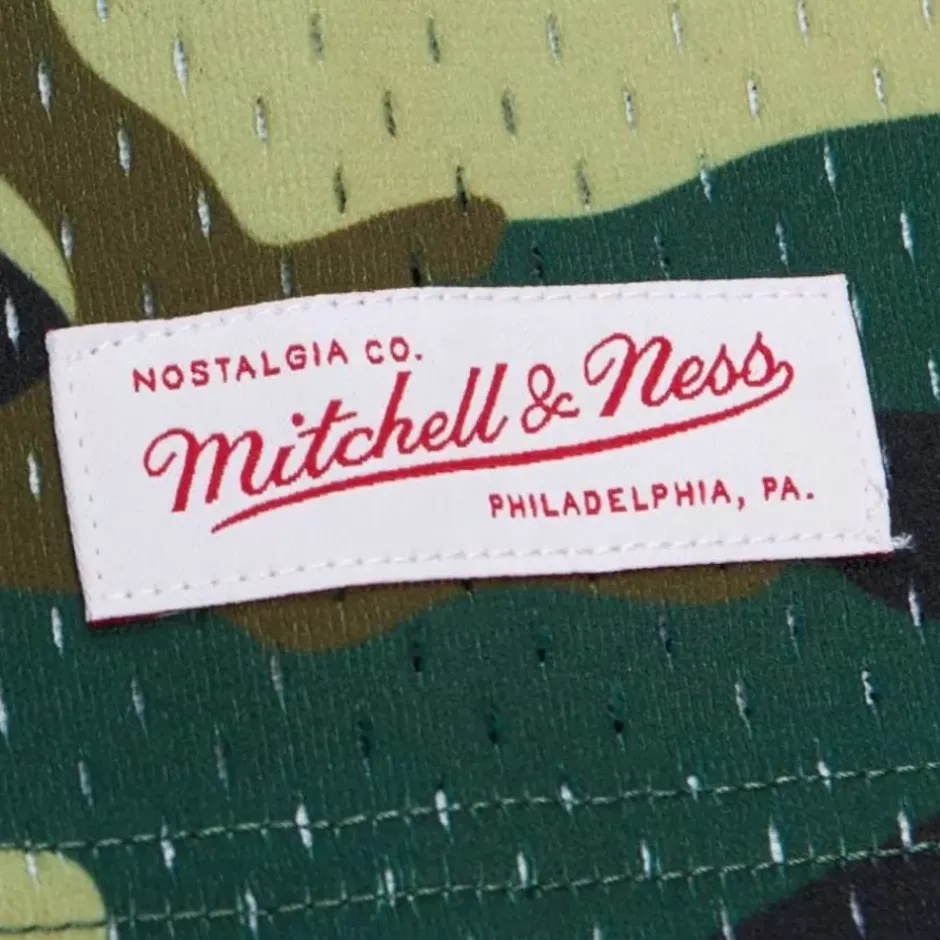 NOSTALGIA CO.
Mitchell & Ness
PHILADELPHIA, PA.